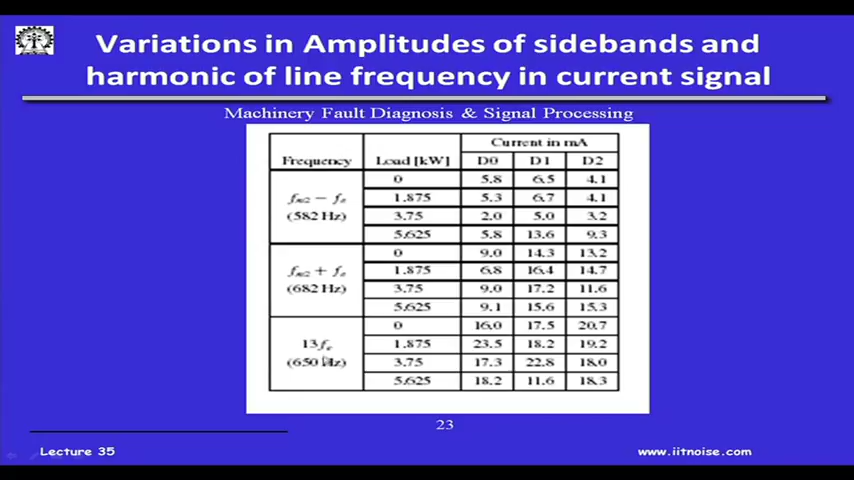 Variations in Amplitudes of sidebands and
harmonic of line frequency in current signal
Machinery Fault Diagnosis & Signal Processing
Frequency Load [kW] Current in mA
D0 D1 D2
fm2 − fe (582 Hz)
0 5.8 6.5 4.1
1.875 5.3 6.7 4.1
3.75 2.0 5.0 3.2
5.625 5.8 13.6 9.3
fm2 + fe (682 Hz)
0 9.0 14.3 13.2
1.875 6.8 16.4 14.7
3.75 9.0 17.2 11.6
5.625 9.1 15.6 15.3
13fe (650 Hz)
0 16.0 17.5 20.7
1.875 23.5 18.2 19.2
3.75 17.3 22.8 18.0
5.625 18.2 11.6 18.3
23
Lecture 35
www.iitnoise.com